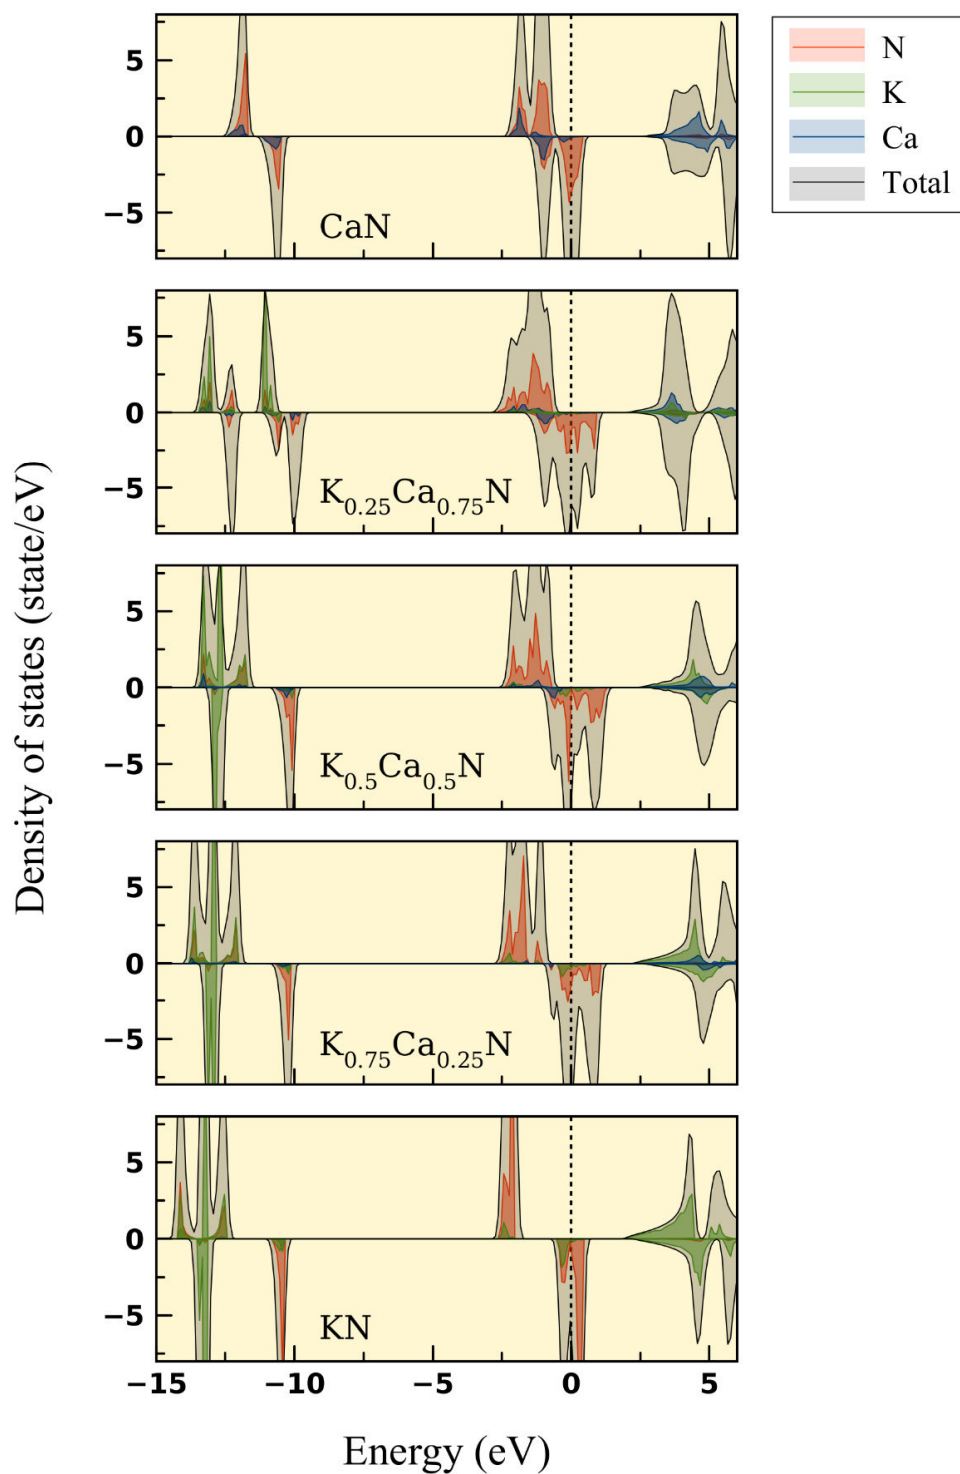 5
0
−5
CaN
N
K
Ca
Total
5
0
−5
K0.25Ca0.75N
5
0
−5
K0.5Ca0.5N
5
0
−5
K0.75Ca0.25N
5
0
−5
KN
−15 −10 −5 0 5
Energy (eV)
Density of states (state/eV)